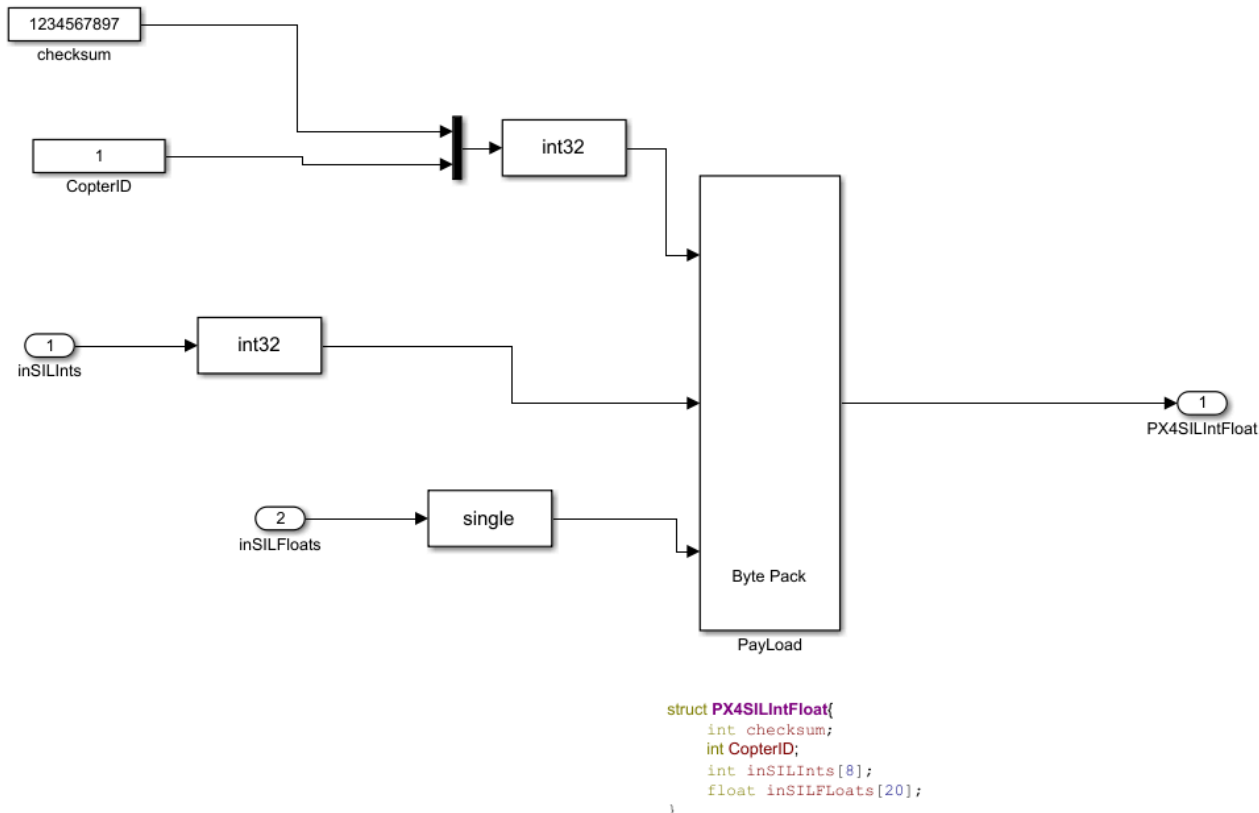 1234567897
checksum
1
CopterID
int32
1
inSILInts
int32
2
inSILFloats
single
Byte Pack
PayLoad
1
PX4SILIntFloat
struct PX4SILIntFloat{
int checksum;
int CopterID;
int inSILInts[8];
float inSILFLoats[20];